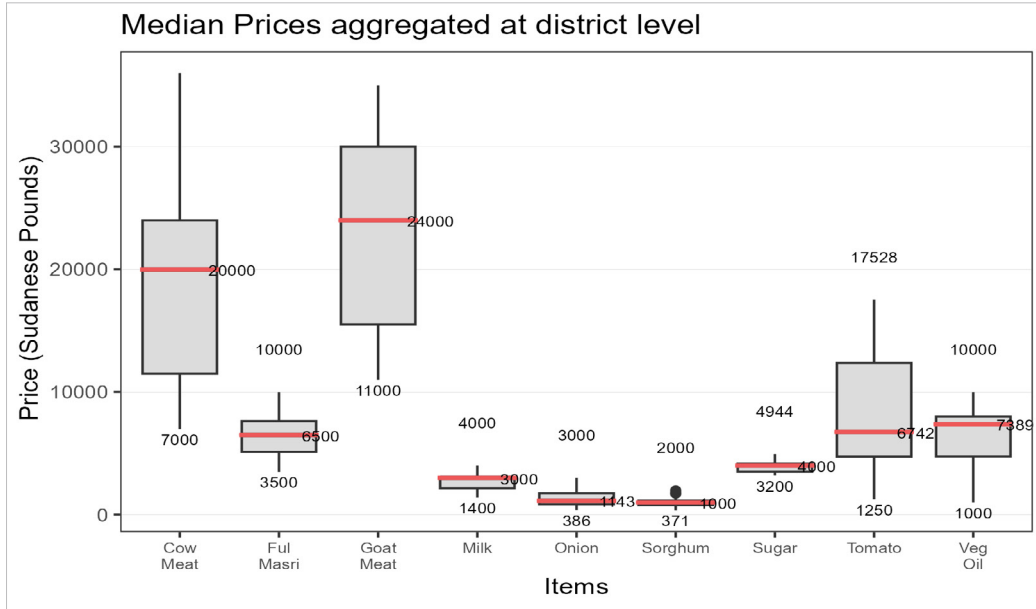 Median Prices aggregated at district level
Price (Sudanese Pounds)
30000
20000
10000
0
20000
7000
10000
6500
3500
24000
11000
4000
3000
1400
3000
1143
386
2000
1000
371
4944
4000
3200
17528
6742
1250
10000
7389
1000
Cow
Meat
Ful
Masri
Goat
Meat
Milk
Onion
Sorghum
Sugar
Tomato
Veg
Oil
Items